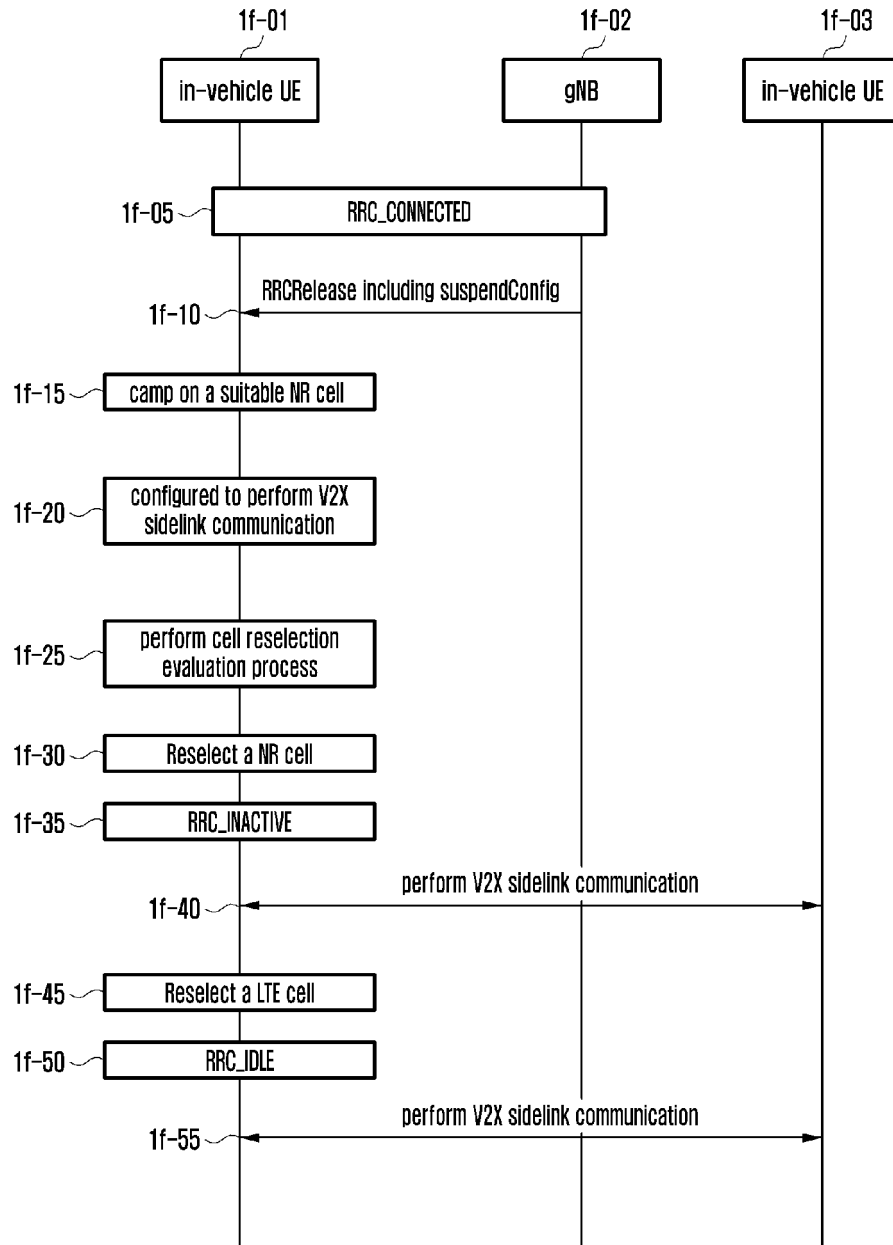 1f-01
1f-02
1f-03
in-vehicle UE
gNB
in-vehicle UE
1f-05
RRC_CONNECTED
RRCRelease including suspendConfig
1f-10
1f-15
camp on a suitable NR cell
1f-20
configured to perform V2X
sidelink communication
1f-25
perform cell reselection
evaluation process
1f-30
Reselect a NR cell
1f-35
RRC_INACTIVE
perform V2X sidelink communication
1f-40
1f-45
Reselect a LTE cell
1f-50
RRC_IDLE
perform V2X sidelink communication
1f-55